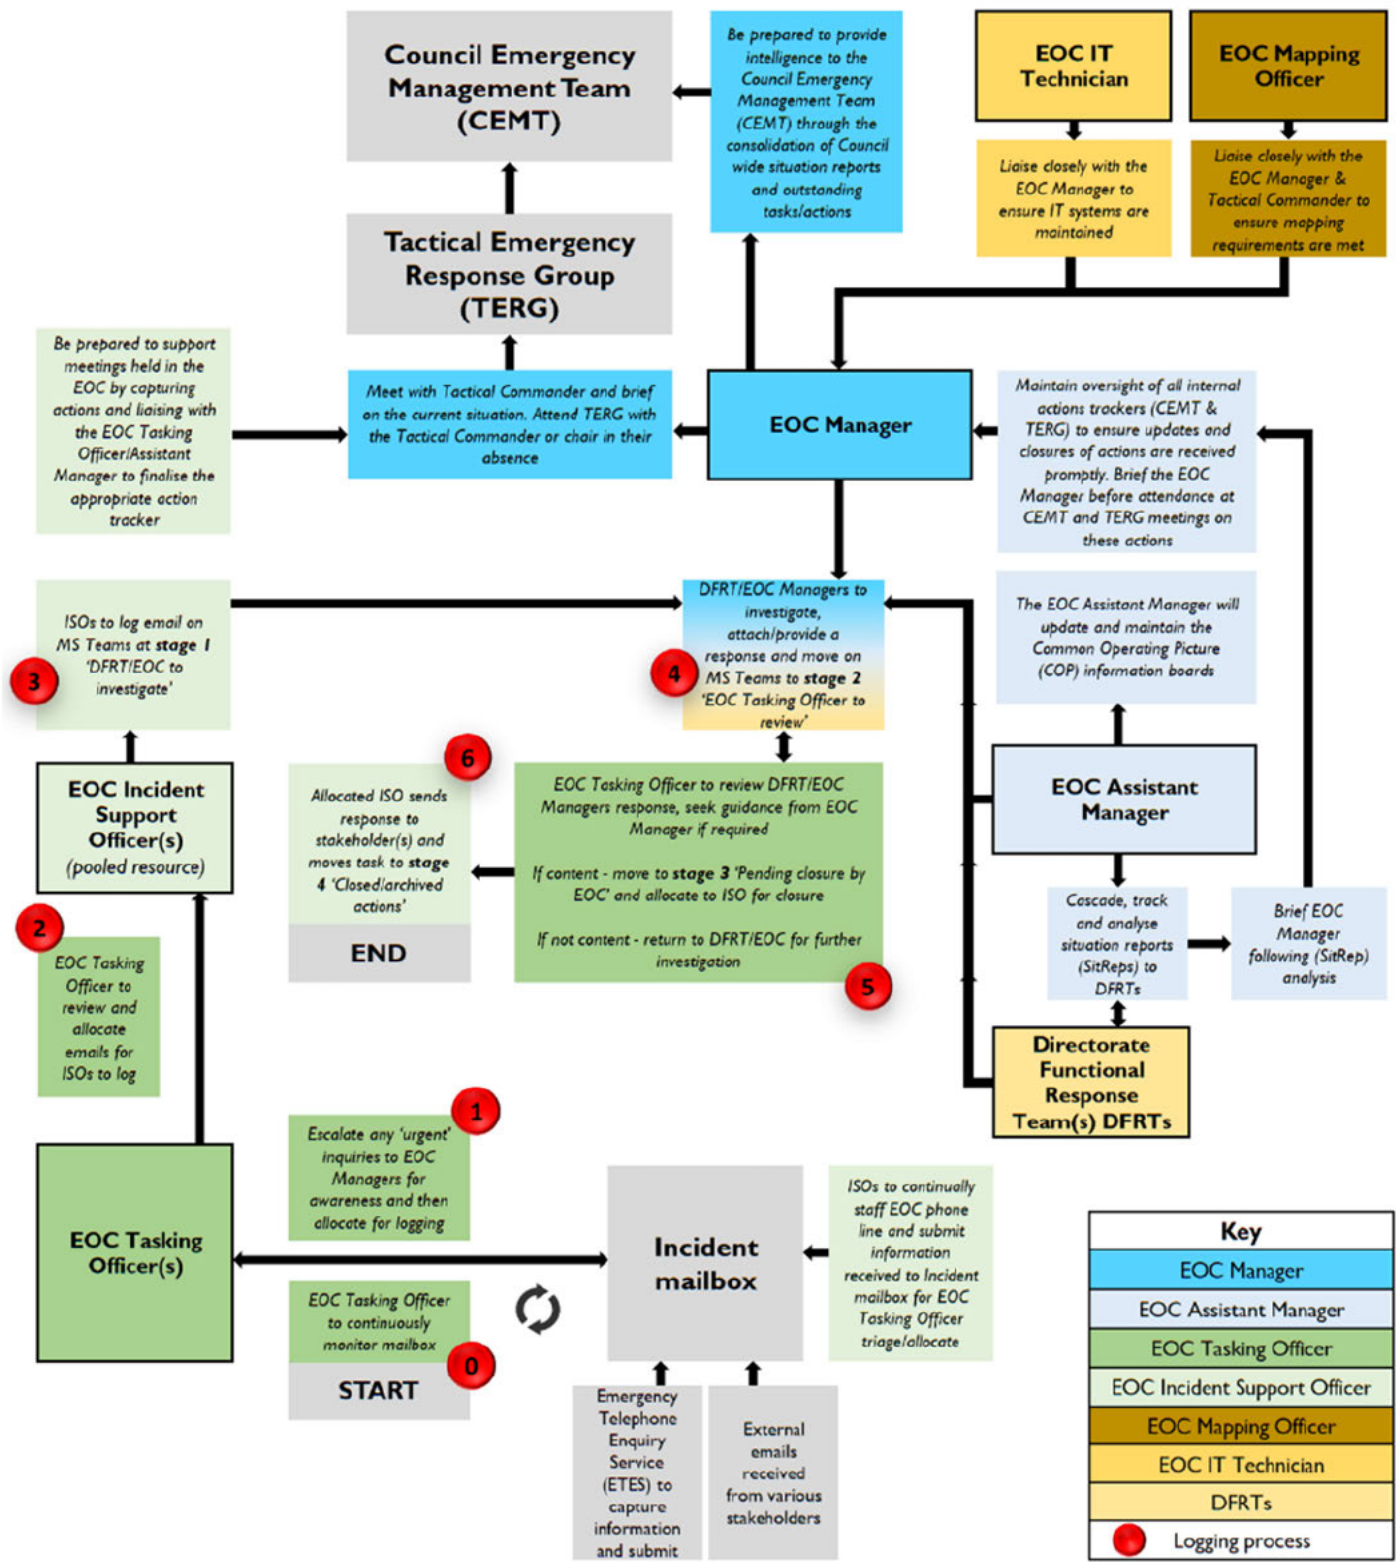 Council Emergency
Management Team
(CEMT)
Be prepared to provide
intelligence to the
Council Emergency
Management Team
(CEMT) through the
consolidation of Council
wide situation reports
and outstanding
tasks/actions
EOC IT
Technician
EOC Mapping
Officer
Liaise closely with the
EOC Manager to
ensure IT systems are
maintained
Liaise closely with the
EOC Manager &
Tactical Commander to
ensure mapping
requirements are met
Tactical Emergency
Response Group
(TERG)
Be prepared to support
meetings held in the
EOC by capturing
actions and liaising with
the EOC Tasking
Officer/Assistant
Manager to finalise the
appropriate action
tracker
Meet with Tactical Commander and brief
on the current situation. Attend TERG with
the Tactical Commander or chair in their
absence
EOC Manager
Maintain oversight of all internal
actions trackers (CEMT &
TERG) to ensure updates and
closures of actions are received
promptly. Brief the EOC
Manager before attendance at
CEMT and TERG meetings on
these actions
ISOs to log email on
MS Teams at stage 1
'DFRT/EOC to
investigate'
3
DFRT/EOC Managers to
investigate,
attach/provide a
response and move on
MS Teams to stage 2
'EOC Tasking Officer to
review'
4
The EOC Assistant Manager will
update and maintain the
Common Operating Picture
(COP) information boards
EOC Incident
Support
Officer(s)
(pooled resource)
6
Allocated ISO sends
response to
stakeholder(s) and
moves task to stage
4 'Closed/archived
actions'
END
EOC Tasking Officer to review DFRT/EOC
Managers response, seek guidance from EOC
Manager if required
If content - move to stage 3 'Pending closure by
EOC' and allocate to ISO for closure
If not content - return to DFRT/EOC for further
investigation
5
EOC Assistant
Manager
Cascade, track
and analyse
situation reports
(SitReps) to
DFRTs
Brief EOC
Manager
following (SitRep)
analysis
2
EOC Tasking
Officer to
review and
allocate
emails for
ISOs to log
Directorate
Functional
Response
Team(s) DFRTs
1
Escalate any 'urgent'
inquiries to EOC
Managers for
awareness and then
allocate for logging
EOC Tasking
Officer(s)
Incident
mailbox
ISOs to continually
staff EOC phone
line and submit
information
received to Incident
mailbox for EOC
Tasking Officer
triage/allocate
EOC Tasking Officer
to continuously
monitor mailbox
0
START
Emergency
Telephone
Enquiry
Service
(ETES) to
capture
information
and submit
External
emails
received
from various
stakeholders
Key
EOC Manager
EOC Assistant Manager
EOC Tasking Officer
EOC Incident Support Officer
EOC Mapping Officer
EOC IT Technician
DFRTs
Logging process